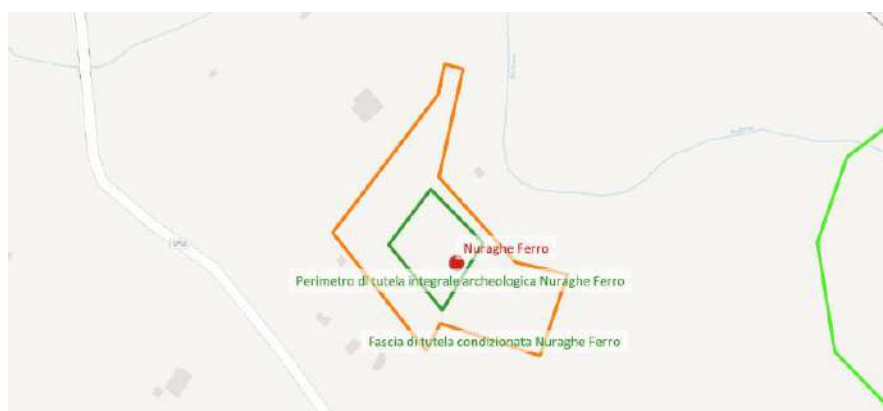 Nuraghe Ferro
Perimetro di tutela integrale archeologica Nuraghe Ferro
Fascia di tutela condizionata Nuraghe Ferro